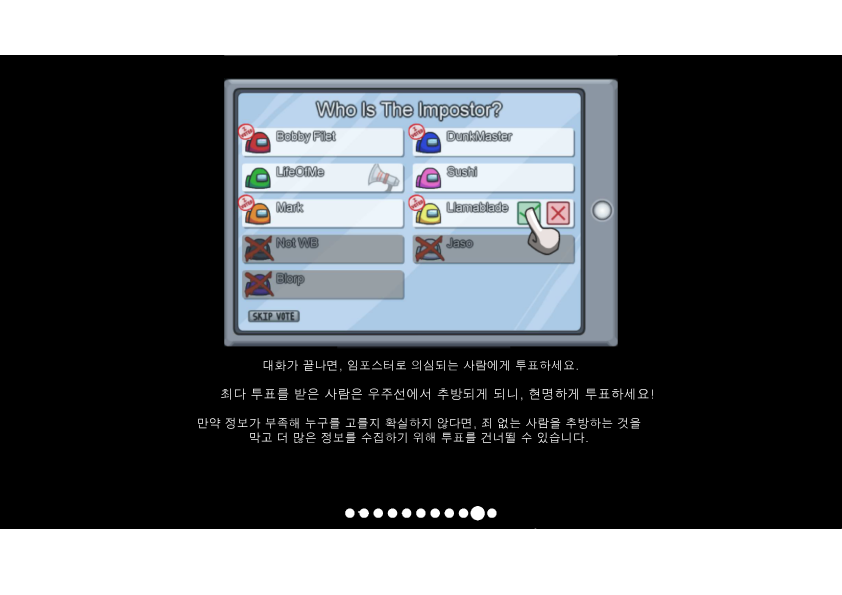 Who Is The Impostor?
Bobby Pilet
DunkMaster
LifeOfMe
Sushi
Mark
Llamablade
Not WB
Jaso
Blorp
SKIP VOTE
대화가 끝나면, 임포스터로 의심되는 사람에게 투표하세요.
최다 투표를 받은 사람은 우주선에서 추방되게 되니, 현명하게 투표하세요!
만약 정보가 부족해 누구를 고를지 확실하지 않다면, 죄 없는 사람을 추방하는 것을
막고 더 많은 정보를 수집하기 위해 투표를 건너뛸 수 있습니다.